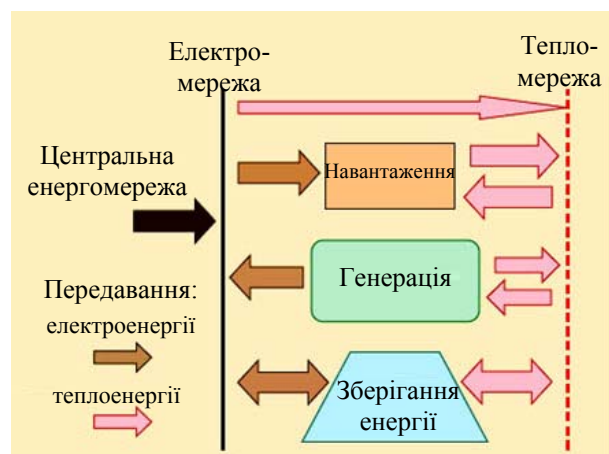 Електро-
мережа
Тепло-
мережа
Центральна
енергомережа
Навантаження
Генерація
Передавання:
електроенергії
теплоенергії
Зберігання
енергії